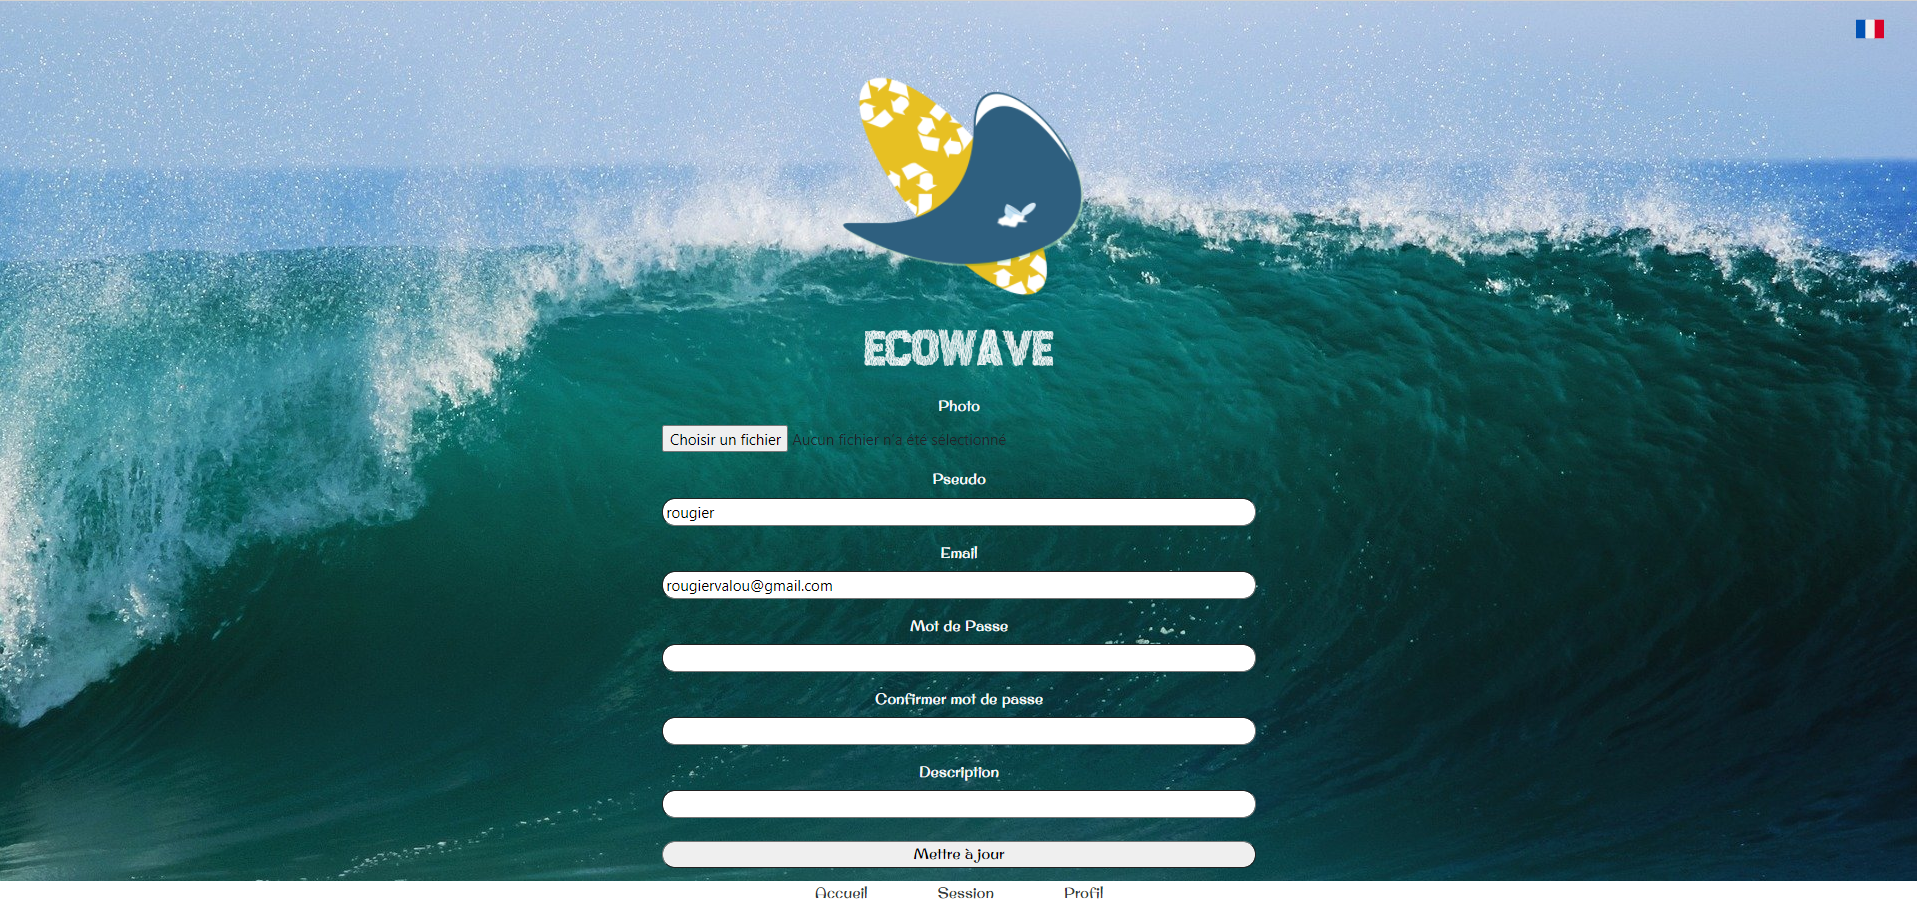 ECOWAVE
Photo
Choisir un fichier Aucun fichier n'a été sélectionné
Pseudo
rougier
Email
rougiervalou@gmail.com
Mot de Passe
Confirmer mot de passe
Description
Mettre à jour
Accueil Session Profil